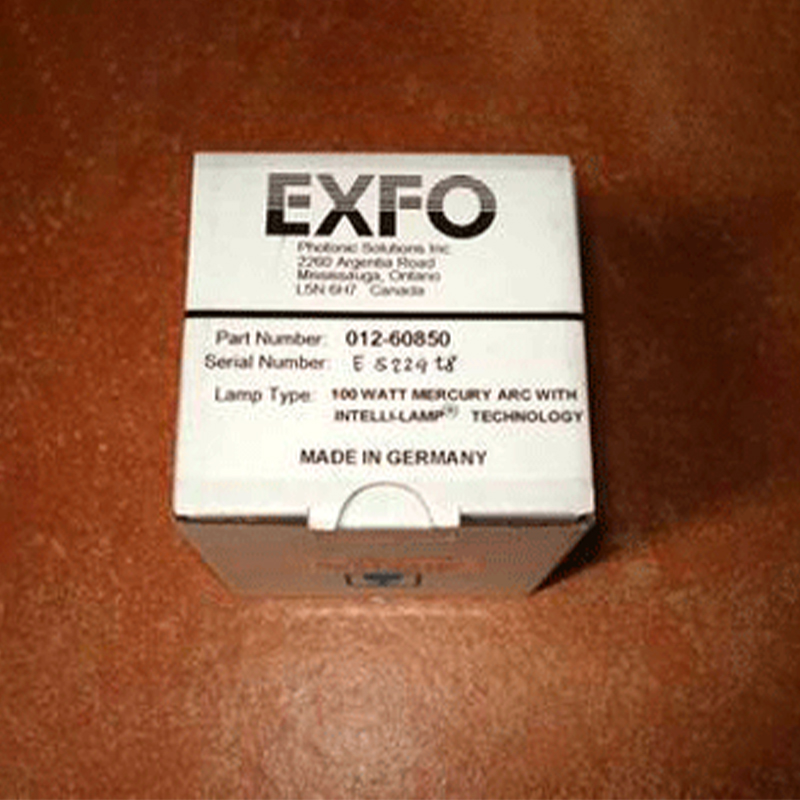 EXFO
Photonic Solutions Inc.
2260 Argentia Road
Mississauga, Ontario
L5N 6H7 Canada
Part Number: 012-60850
Serial Number:
Lamp Type: 100 WATT MERCURY ARC WITH
INTELLI-LAMP® TECHNOLOGY
MADE IN GERMANY